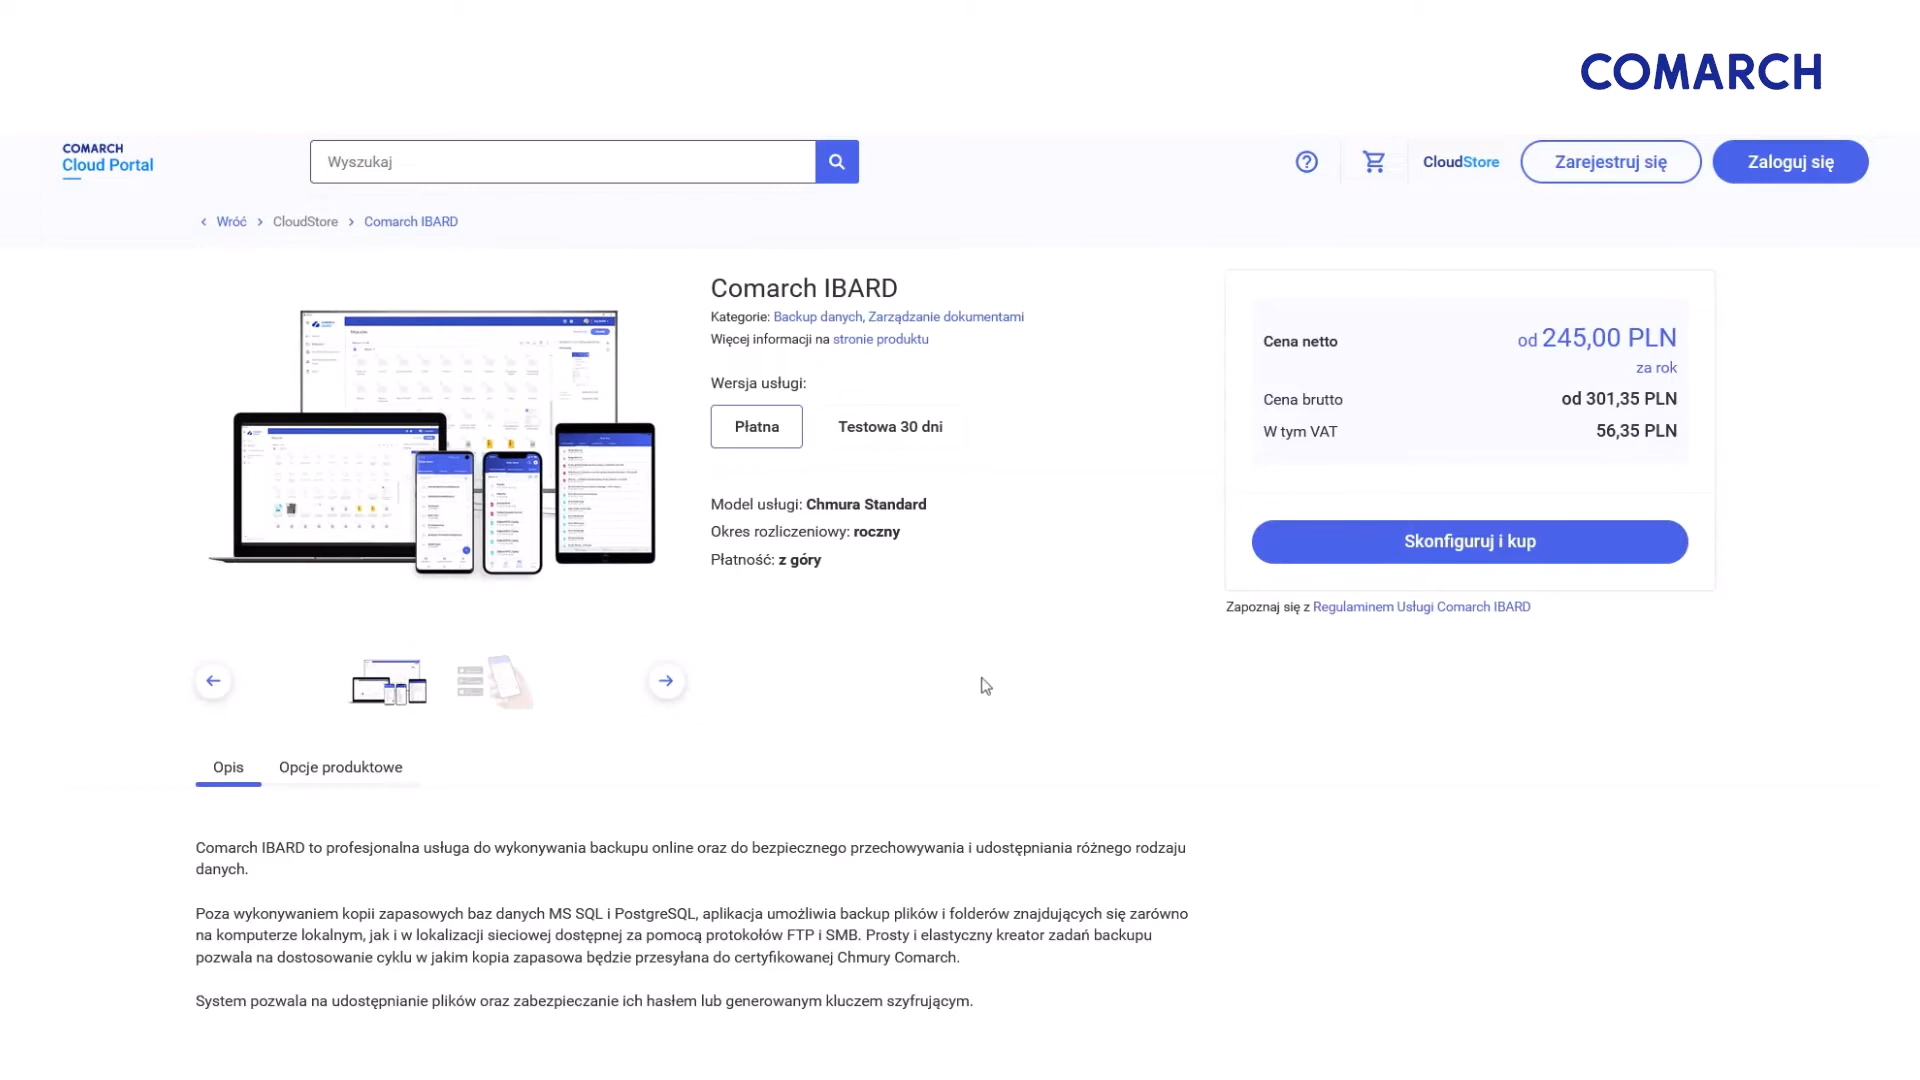 COMARCH
COMARCH
Cloud Portal
Wyszukaj
CloudStore
Zarejestruj się
Zaloguj się
Wróć
CloudStore
Comarch IBARD
Comarch IBARD
Kategorie: Backup danych, Zarządzanie dokumentami
Więcej informacji na stronie produktu
Wersja usługi:
Płatna
Testowa 30 dni
Model usługi: Chmura Standard
Okres rozliczeniowy: roczny
Płatność: z góry
Cena netto
od 245,00 PLN
za rok
Cena brutto
od 301,35 PLN
W tym VAT
56,35 PLN
Skonfiguruj i kup
Zapoznaj się z Regulaminem Usługi Comarch IBARD
Opis
Opcje produktowe
Comarch IBARD to profesjonalna usługa do wykonywania backupu online oraz do bezpiecznego przechowywania i udostępniania różnego rodzaju
danych.
Poza wykonywaniem kopii zapasowych baz danych MS SQL i PostgreSQL, aplikacja umożliwia backup plików i folderów znajdujących się zarówno
na komputerze lokalnym, jak i w lokalizacji sieciowej dostępnej za pomocą protokołów FTP i SMB. Prosty i elastyczny kreator zadań backupu
pozwala na dostosowanie cyklu w jakim kopia zapasowa będzie przesyłana do certyfikowanej Chmury Comarch.
System pozwala na udostępnianie plików oraz zabezpieczanie ich hasłem lub generowanym kluczem szyfrującym.